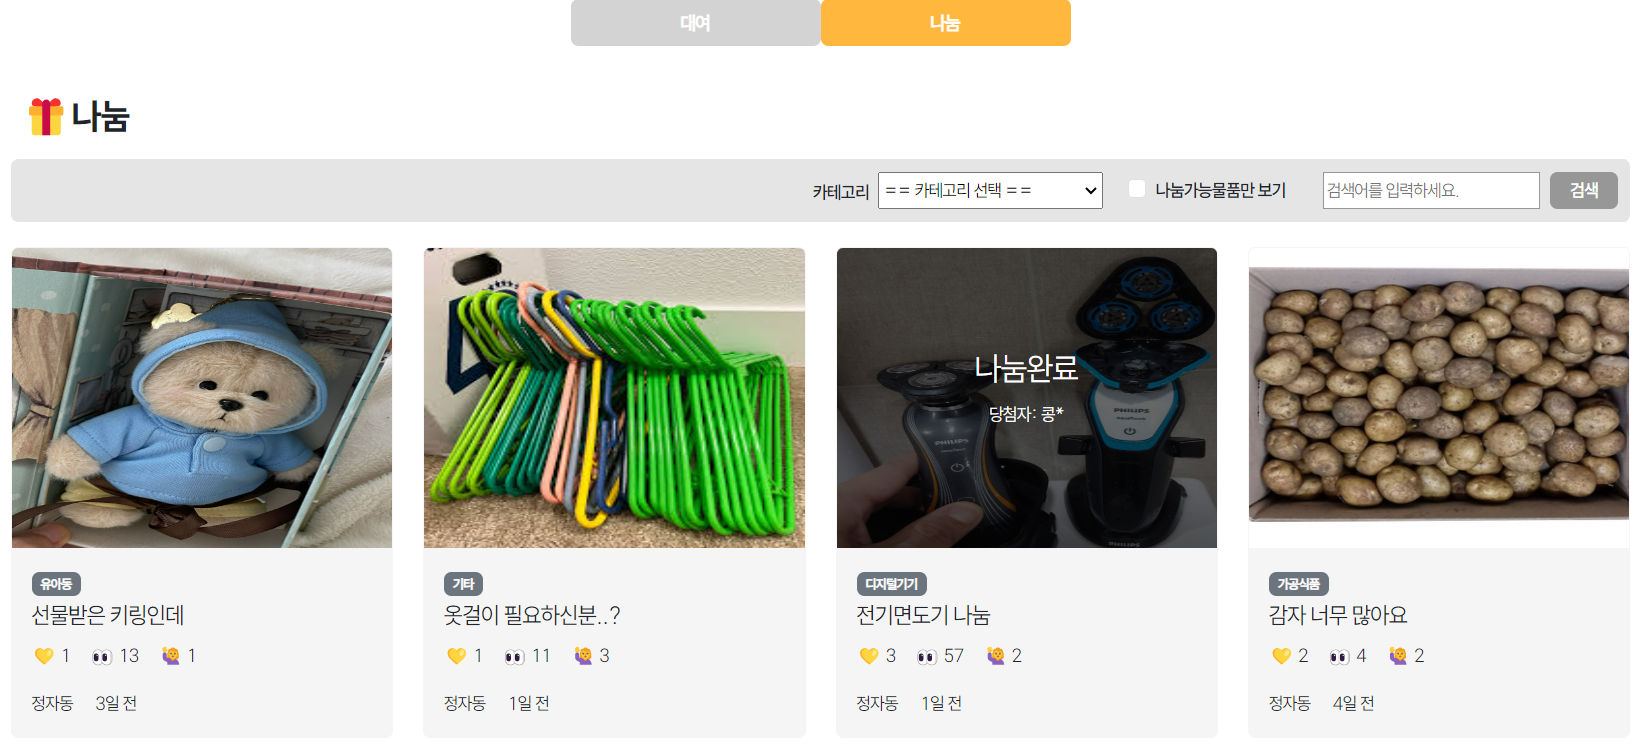 대여
나눔
나눔
카테고리 == 카테고리 선택 == 나눔가능물품만 보기 검색어를 입력하세요. 검색
유아동
선물받은 키링인데
1 13 1
정자동 3일 전
기타
옷걸이 필요하신분..?
1 11 3
정자동 1일 전
나눔완료
당첨자: 콩*
PHILIPS
PHILIPS
디지털기기
전기면도기 나눔
3 57 2
정자동 1일 전
가공식품
감자 너무 많아요
2 4 2
정자동 4일 전